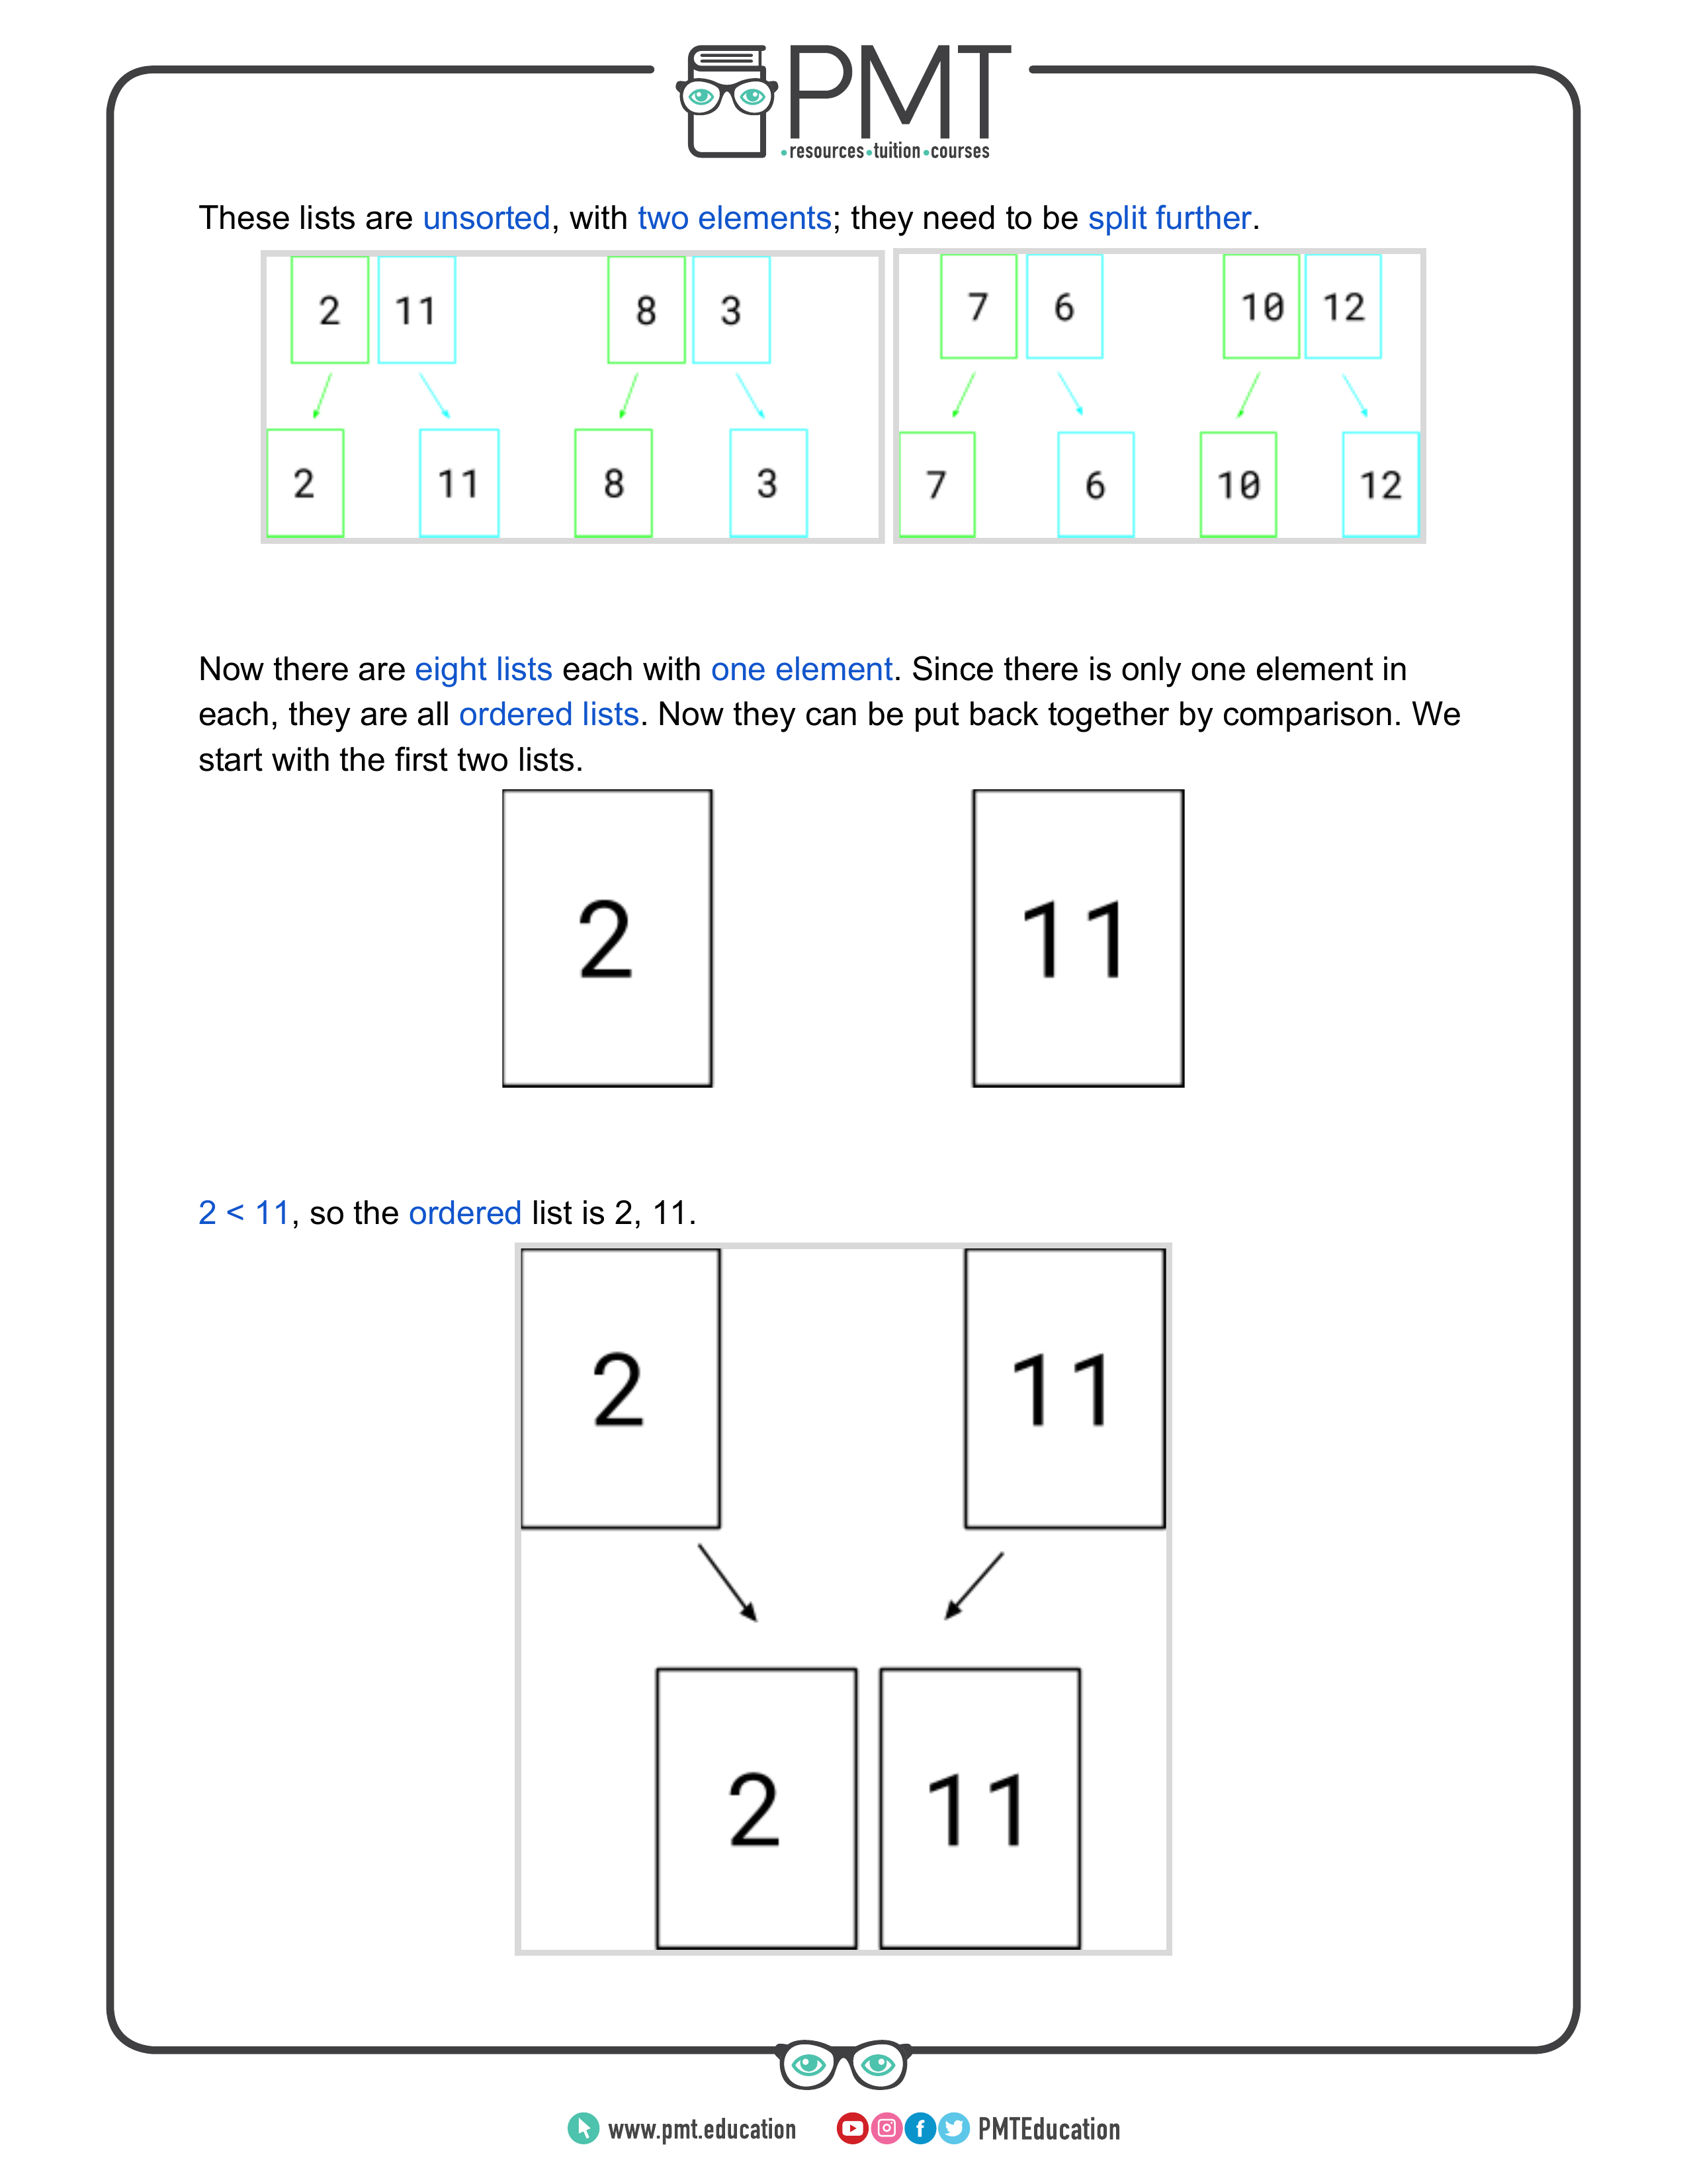 PMT
•resources•tuition•courses
These lists are unsorted, with two elements; they need to be split further.
2 11 8 3 7 6 10 12
2 11 8 3 7 6 10 12
Now there are eight lists each with one element. Since there is only one element in
each, they are all ordered lists. Now they can be put back together by comparison. We
start with the first two lists.
2 11
2 < 11, so the ordered list is 2, 11.
2 11
2 11
www.pmt.education PMTEducation